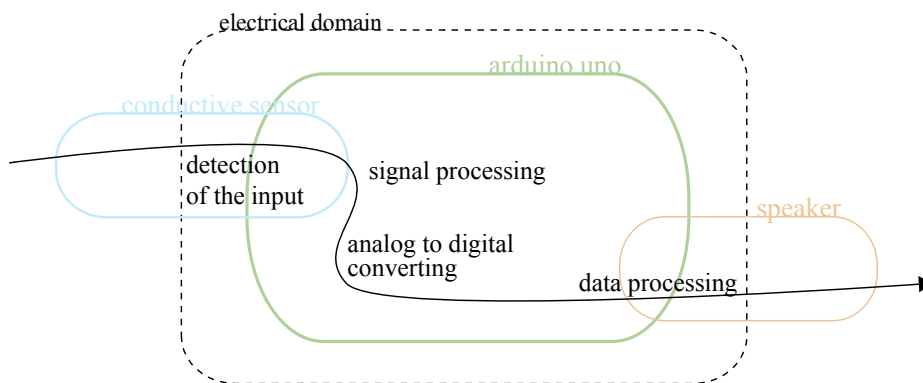 electrical domain
arduino uno
conductive sensor
detection
of the input
signal processing
speaker
analog to digital
converting
data processing